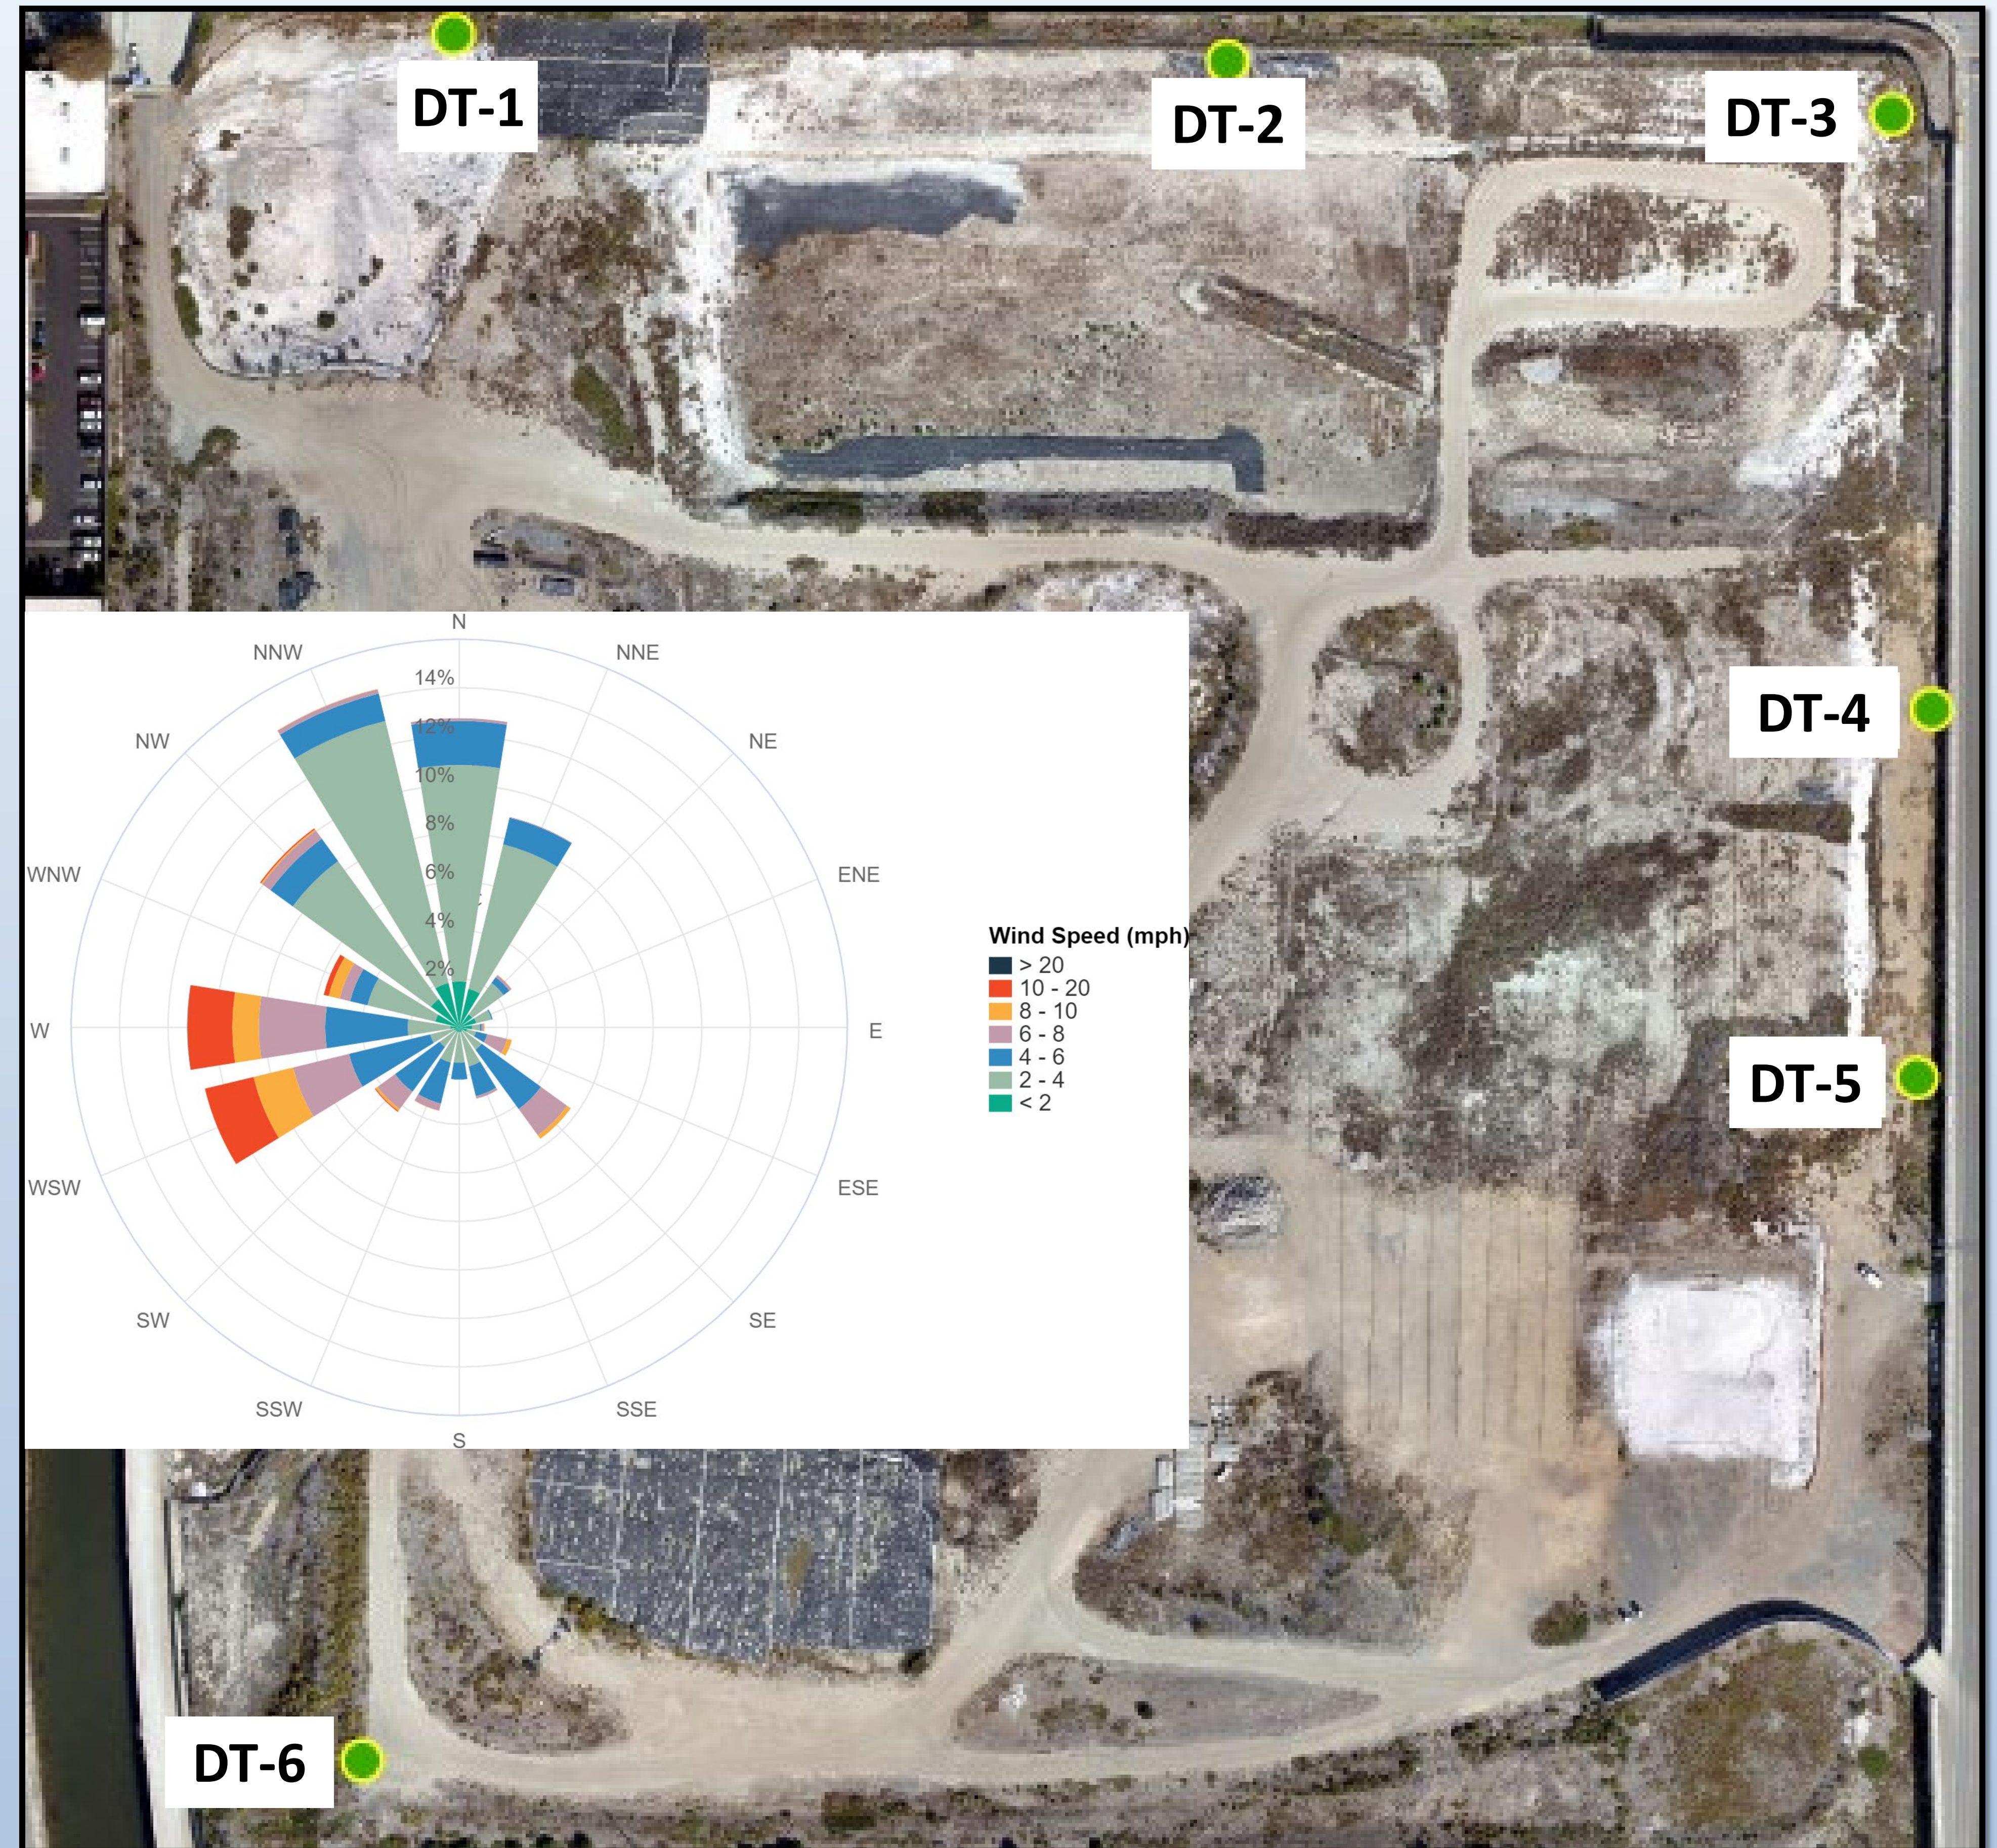 DT-1
DT-2
DT-3
N
NNW
NNE
14%
12%
NW
NE
10%
8%
6%
WNW
ENE
4%
2%
W
E
WSW
ESE
SW
SE
SSW
SSE
S
Wind Speed (mph)
> 20
10 - 20
8 - 10
6 - 8
4 - 6
2 - 4
< 2
DT-4
DT-5
DT-6